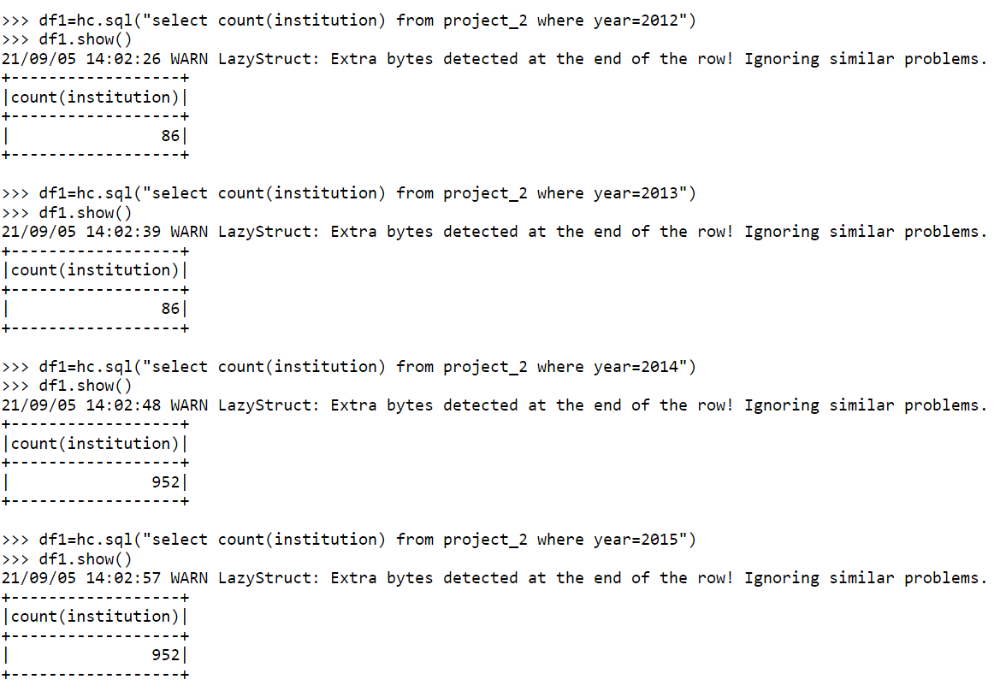 >>> df1=hc.sql("select count(institution) from project_2 where year=2012")
>>> df1.show()
21/09/05 14:02:26 WARN LazyStruct: Extra bytes detected at the end of the row! Ignoring similar problems.
+------------------+
|count(institution)|
+------------------+
|                86|
+------------------+

>>> df1=hc.sql("select count(institution) from project_2 where year=2013")
>>> df1.show()
21/09/05 14:02:39 WARN LazyStruct: Extra bytes detected at the end of the row! Ignoring similar problems.
+------------------+
|count(institution)|
+------------------+
|                86|
+------------------+

>>> df1=hc.sql("select count(institution) from project_2 where year=2014")
>>> df1.show()
21/09/05 14:02:48 WARN LazyStruct: Extra bytes detected at the end of the row! Ignoring similar problems.
+------------------+
|count(institution)|
+------------------+
|               952|
+------------------+

>>> df1=hc.sql("select count(institution) from project_2 where year=2015")
>>> df1.show()
21/09/05 14:02:57 WARN LazyStruct: Extra bytes detected at the end of the row! Ignoring similar problems.
+------------------+
|count(institution)|
+------------------+
|               952|
+------------------+